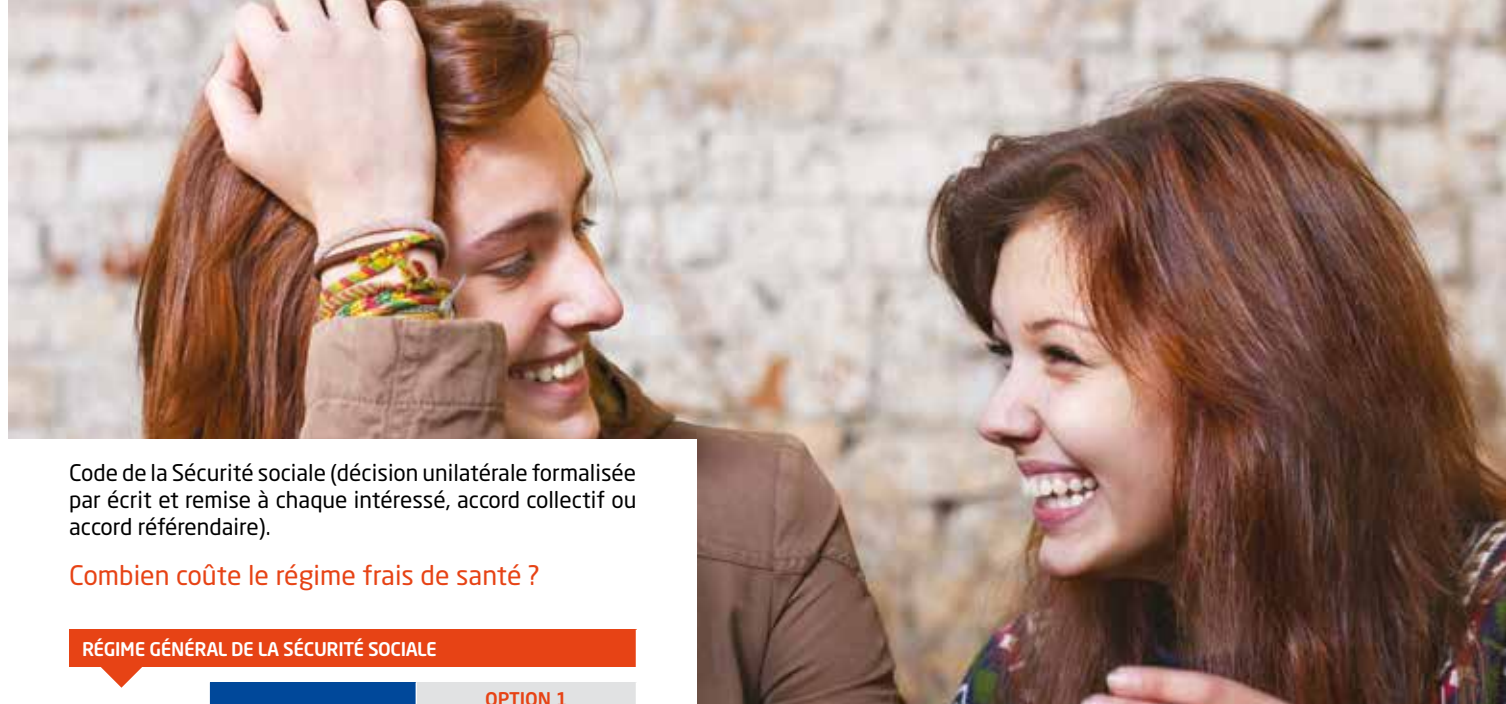 Code de la Sécurité sociale (décision unilatérale formalisée
par écrit et remise à chaque intéressé, accord collectif ou
accord référendaire).
Combien coûte le régime frais de santé ?
RÉGIME GÉNÉRAL DE LA SÉCURITÉ SOCIALE
OPTION 1